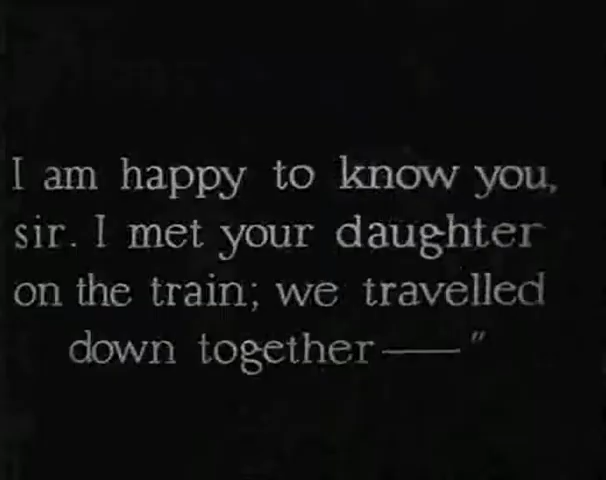 I am happy to know you,
sir. I met your daughter
on the train; we travelled
down together——"